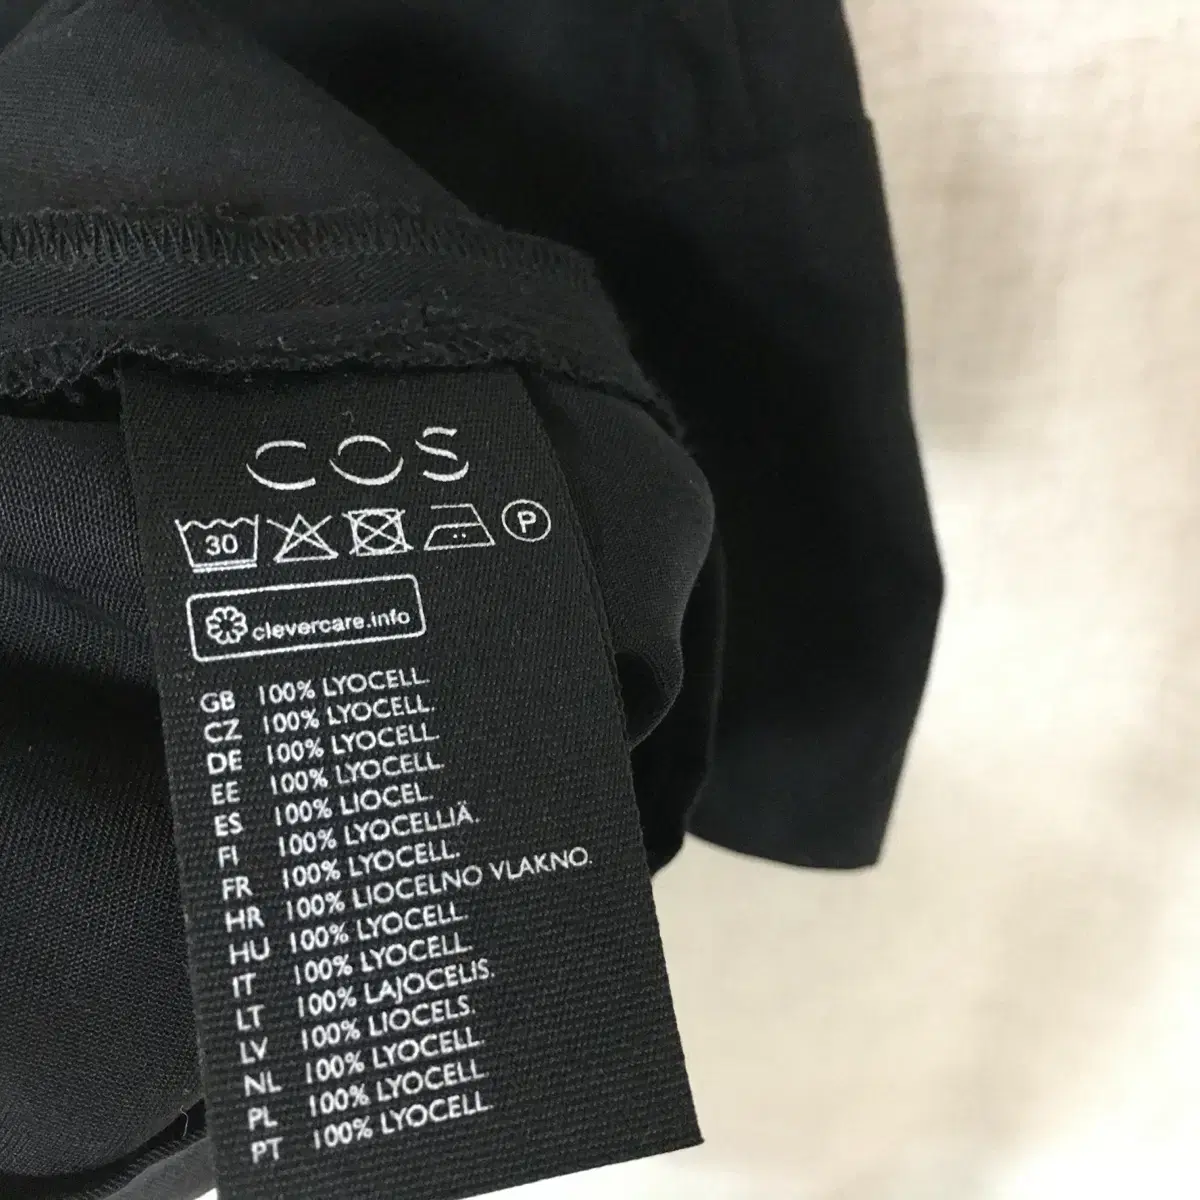 COS
30 P
clevercare.info
GB 100% LYOCELL.
CZ 100% LYOCELL.
DE 100% LYOCELL.
EE 100% LYOCELL.
ES 100% LIOCEL.
FI 100% LYOCELLIÄ.
FR 100% LYOCELL.
HR 100% LIOCELNO VLAKNO.
HU 100% LYOCELL.
IT 100% LYOCELL.
LT 100% LAJOCELIS.
LV 100% LIOCELS.
NL 100% LYOCELL.
PL 100% LYOCELL.
PT 100% LYOCELL.